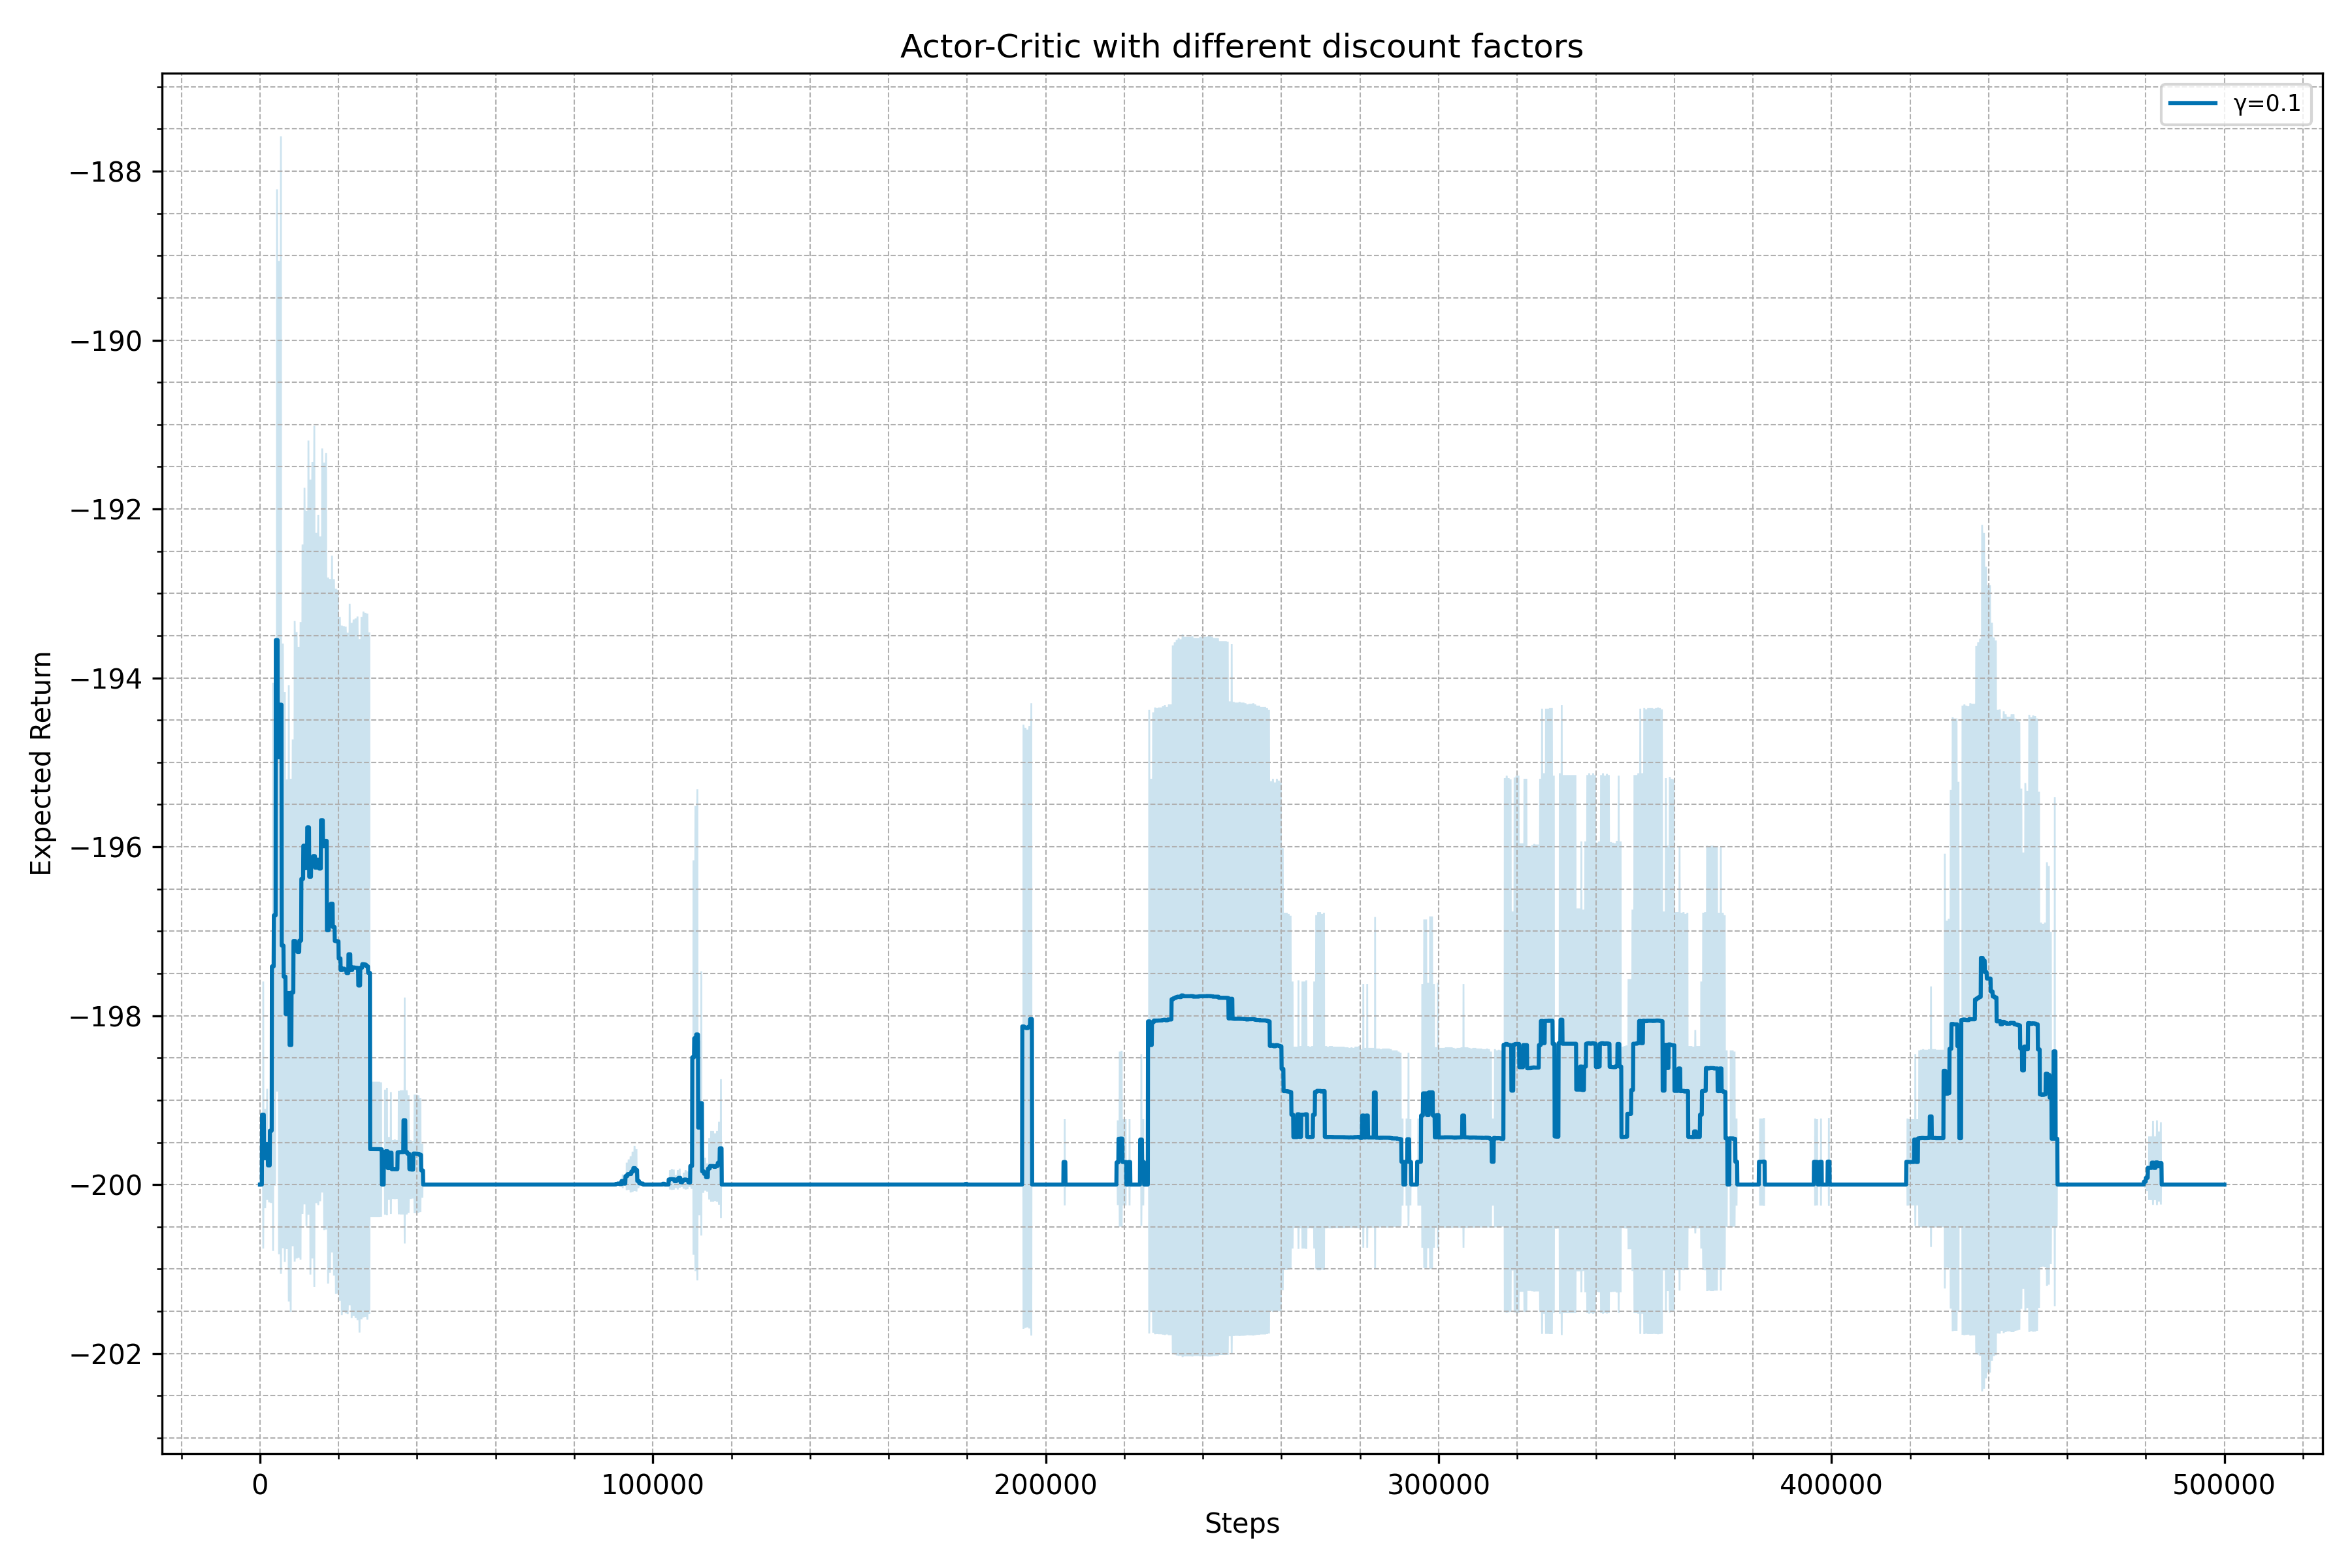 Actor-Critic with different discount factors
γ=0.1
−188
−190
−192
−194
−196
−198
−200
−202
Expected Return
0 100000 200000 300000 400000 500000
Steps